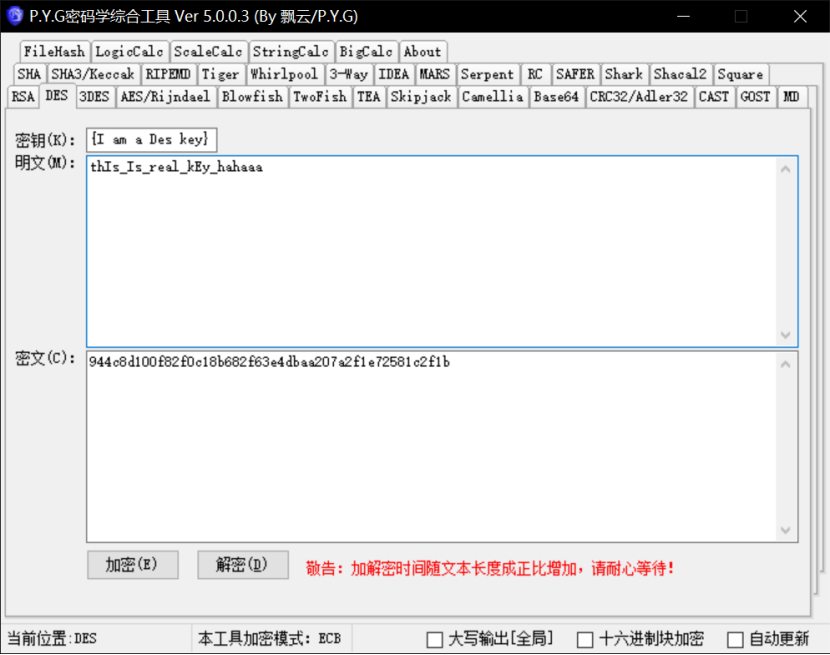 P.Y.G密码学综合工具 Ver 5.0.0.3 (By 飘云/P.Y.G)
FileHash LogicCalc ScaleCalc StringCalc BigCalc About
SHA SHA3/Keccak RIPEMD Tiger Whirlpool 3-Way IDEA MARS Serpent RC SAFER Shark Shacal2 Square
RSA DES 3DES AES/Rijndael Blowfish TwoFish TEA Skipjack Camellia Base64 CRC32/Adler32 CAST GOST MD
密钥(K): {I am a Des key}
明文(M): thIs_Is_real_kEy_hahaaa
密文(C): 944c8d100f82f0c18b682f63e4dbaa207a2f1e72581c2f1b
加密(E) 解密(D) 敬告：加解密时间随文本长度成正比增加，请耐心等待！
当前位置:DES 本工具加密模式: ECB 大写输出[全局] 十六进制块加密 自动更新